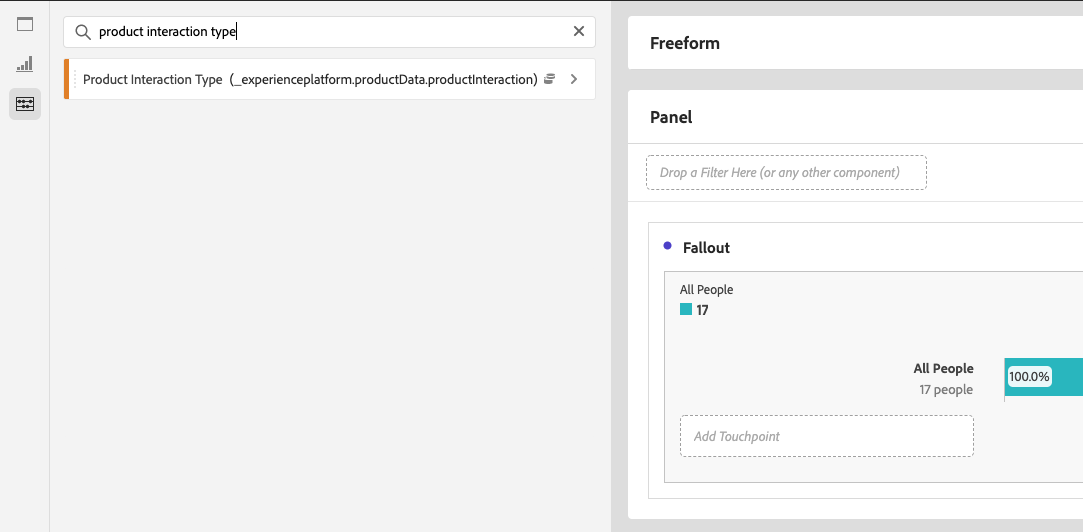 product interaction type
Product Interaction Type (_experienceplatform.productData.productInteraction)
Freeform
Panel
Drop a Filter Here (or any other component)
Fallout
All People
17
All People
17 people
100.0%
Add Touchpoint